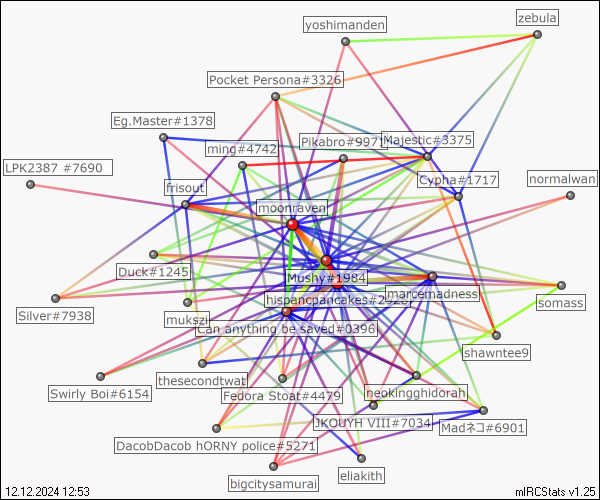 zebula
yoshimanden
Pocket Persona#3326
Eg.Master#1378
ming#4742
Pikabro#9971
Majestic#3375
LPK2387 #7690
frisout
Cypha#1717
normalwan
moonraven
Duck#1245
Mushy#1984
marcemadness
hispancpancakes#2020
somass
Silver#7938
mukszi
Can anything be saved#0396
shawntee9
thesecondtwat
Swirly Boi#6154
Fedora Stoat#4479
neokingghidorah
JKOUYH VIII#7034
Madネコ#6901
DacobDacob hORNY police#5271
bigcitysamurai
eliakith
12.12.2024 12:53
mIRCStats v1.25